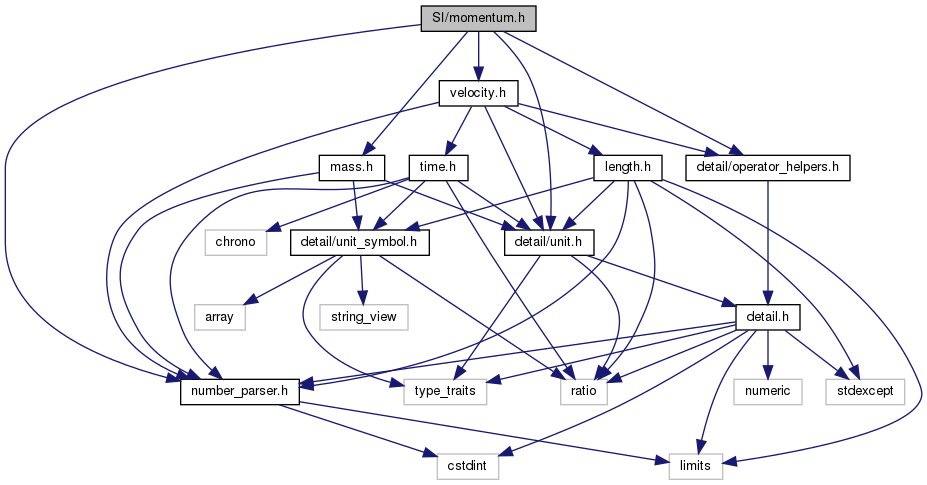 SI/momentum.h
velocity.h
mass.h
time.h
length.h
detail/operator_helpers.h
chrono
detail/unit_symbol.h
detail/unit.h
array
string_view
detail.h
number_parser.h
type_traits
ratio
numeric
stdexcept
cstdint
limits